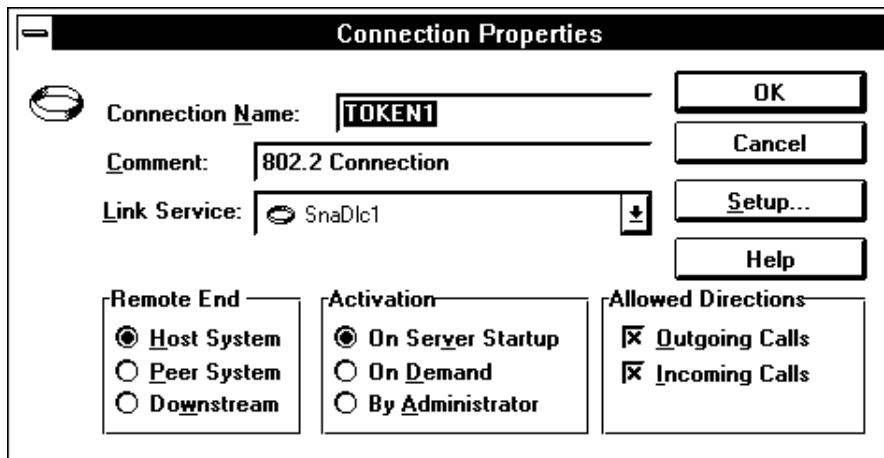 Connection Properties
Connection Name: TOKEN1
OK
Comment: 802.2 Connection
Cancel
Link Service: SnaDlc1
Setup...
Help
Remote End
Host System
Peer System
Downstream
Activation
On Server Startup
On Demand
By Administrator
Allowed Directions
Outgoing Calls
Incoming Calls